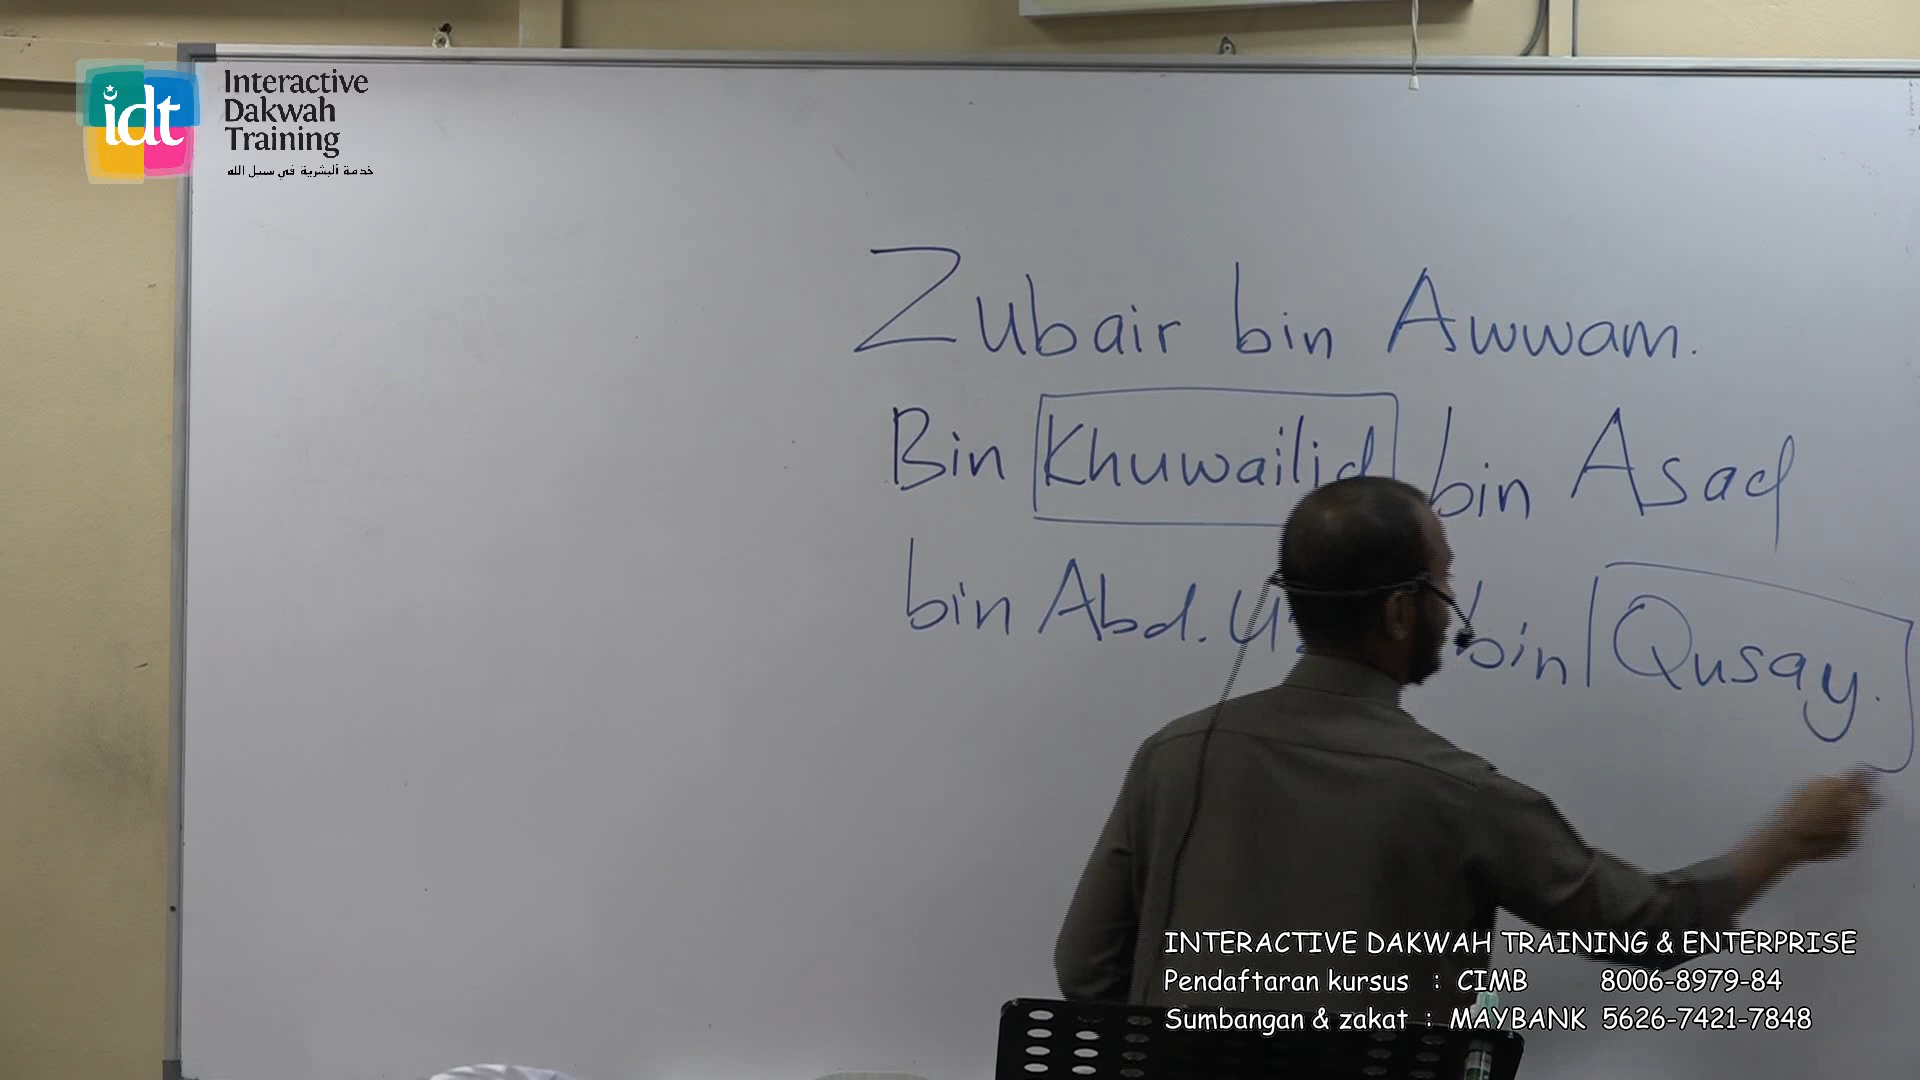 idt
Interactive
Dakwah
Training
خدمة البشرية في سبيل الله
Zubair bin Awwam.
Bin Khuwailid bin Asad
bin Abd. bin Qusay.
INTERACTIVE DAKWAH TRAINING & ENTERPRISE
Pendaftaran kursus : CIMB 8006-8979-84
Sumbangan & zakat : MAYBANK 5626-7421-7848